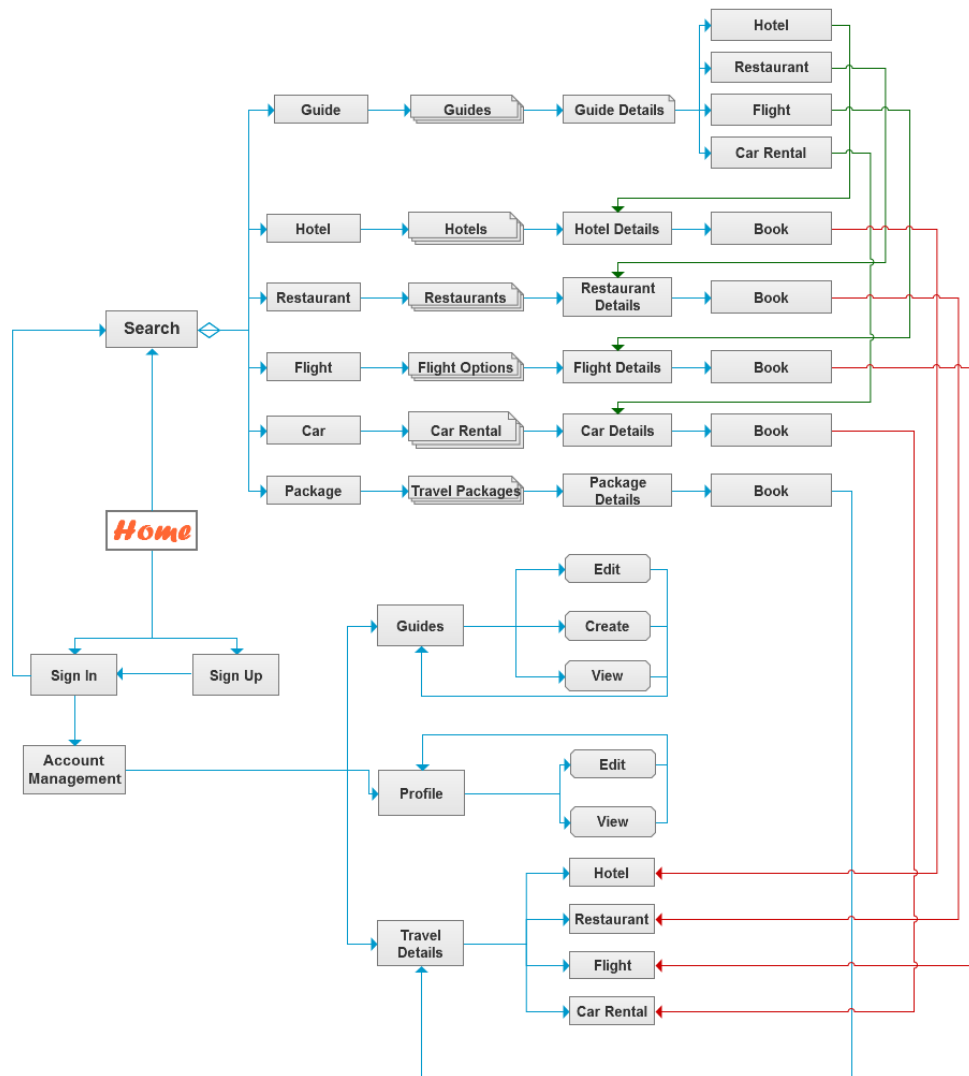 Hotel
Restaurant
Guide
Guides
Guide Details
Flight
Car Rental
Hotel
Hotels
Hotel Details
Book
Restaurant
Restaurants
Restaurant
Details
Book
Search
Flight
Flight Options
Flight Details
Book
Car
Car Rental
Car Details
Book
Package
Travel Packages
Package
Details
Book
Home
Edit
Guides
Create
Sign In
Sign Up
View
Account
Management
Edit
Profile
View
Hotel
Restaurant
Travel
Details
Flight
Car Rental